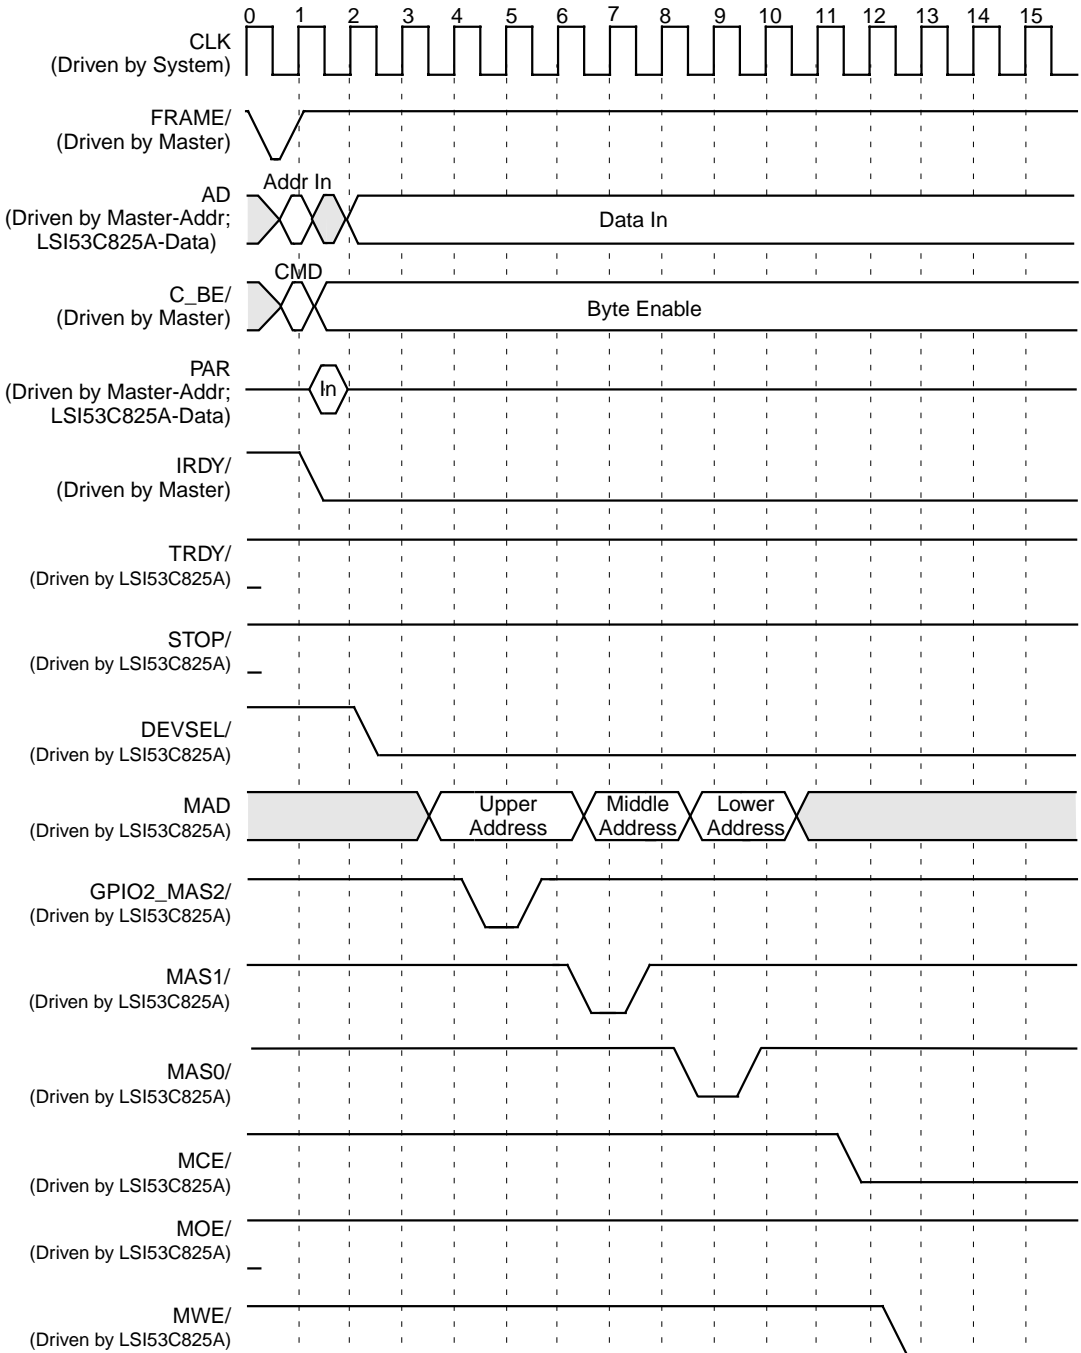 0 1 2 3 4 5 6 7 8 9 10 11 12 13 14 15
CLK
(Driven by System)
FRAME/
(Driven by Master)
Addr In
AD
(Driven by Master-Addr;
LSI53C825A-Data)
Data In
CMD
C_BE/
(Driven by Master)
Byte Enable
PAR
(Driven by Master-Addr;
LSI53C825A-Data)
In
IRDY/
(Driven by Master)
TRDY/
(Driven by LSI53C825A)
STOP/
(Driven by LSI53C825A)
DEVSEL/
(Driven by LSI53C825A)
MAD
(Driven by LSI53C825A)
Upper
Address
Middle
Address
Lower
Address
GPIO2_MAS2/
(Driven by LSI53C825A)
MAS1/
(Driven by LSI53C825A)
MAS0/
(Driven by LSI53C825A)
MCE/
(Driven by LSI53C825A)
MOE/
(Driven by LSI53C825A)
MWE/
(Driven by LSI53C825A)